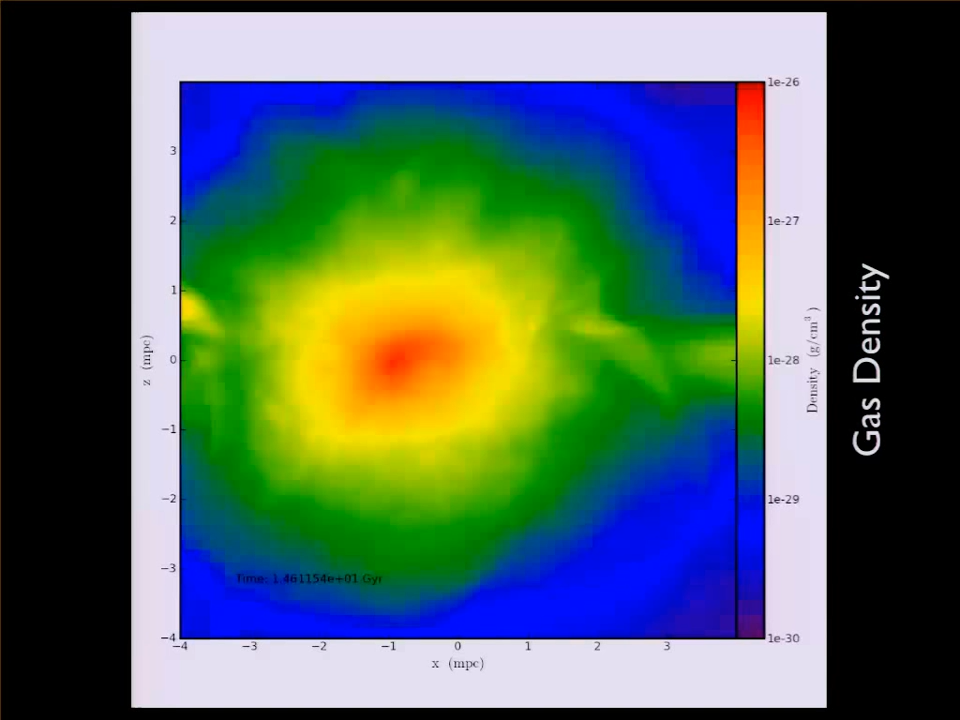 1e-26
3
2
1e-27
1
z (mpc)
0
1e-28
Density (g/cm³)
Gas Density
−1
−2
1e-29
−3
Time: 1.461154e+01 Gyr
−4
1e-30
−4 −3 −2 −1 0 1 2 3
x (mpc)